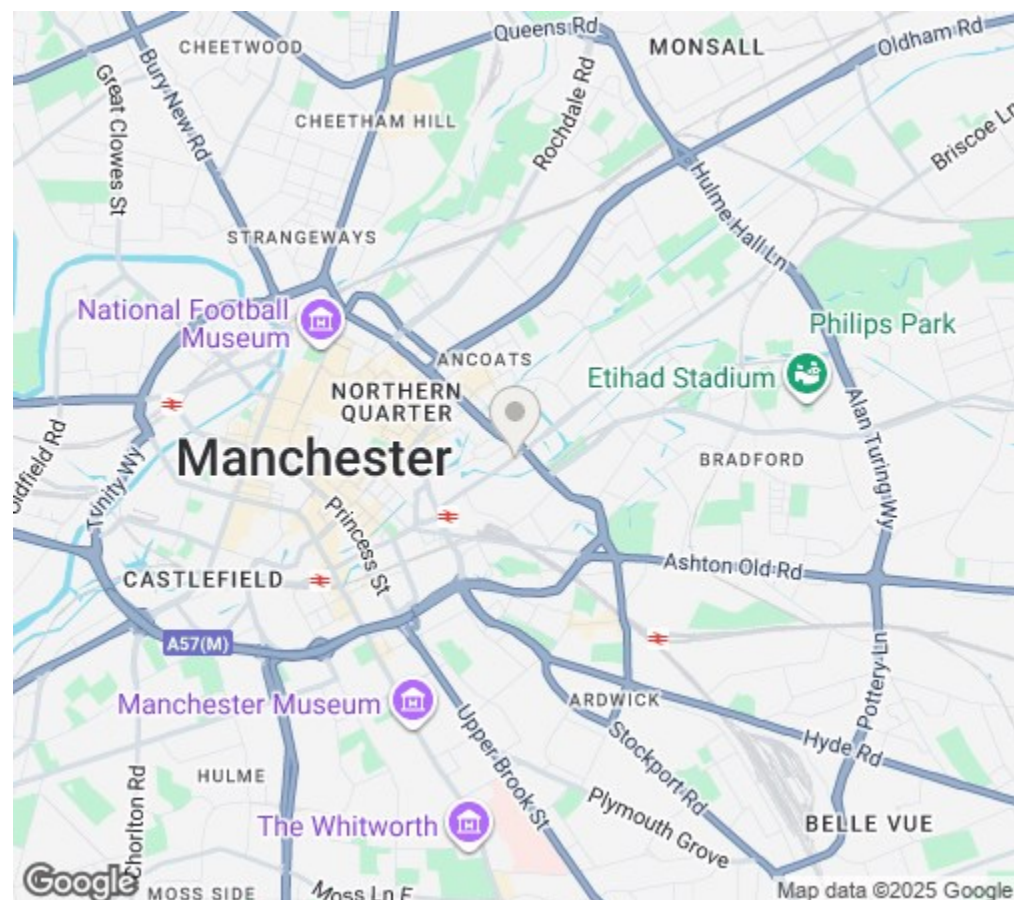 CHEETWOOD
Queens Rd
MONSALL
Oldham Rd
Bury New Rd
Great Clowes St
Rochdale Rd
CHEETHAM HILL
Briscoe Ln
Hulme Hall Ln
STRANGEWAYS
National Football
Museum
Philips Park
ANCOATS
Etihad Stadium
NORTHERN
QUARTER
Alan Turing Wy
Manchester
BRADFORD
Trinity Wy
Princess St
CASTLEFIELD
Ashton Old Rd
A57(M)
Manchester Museum
ARDWICK
Pottery Ln
Upper Brook St
Stockport Rd
Hyde Rd
HULME
Chorlton Rd
The Whitworth
Plymouth Grove
BELLE VUE
Google
MOSS SIDE
Moss Ln E
Map data ©2025 Google